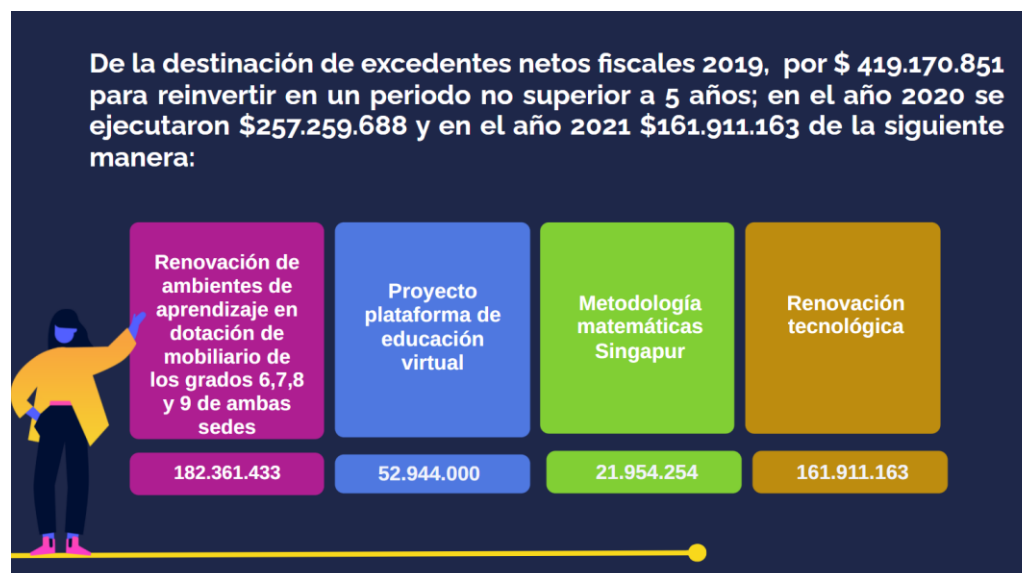 De la destinación de excedentes netos fiscales 2019, por $ 419.170.851
para reinvertir en un periodo no superior a 5 años; en el año 2020 se
ejecutaron $257.259.688 y en el año 2021 $161.911.163 de la siguiente
manera:
Renovación de
ambientes de
aprendizaje en
dotación de
mobiliario de
los grados 6,7,8
y 9 de ambas
sedes
182.361.433
Proyecto
plataforma de
educación
virtual
52.944.000
Metodología
matemáticas
Singapur
21.954.254
Renovación
tecnológica
161.911.163